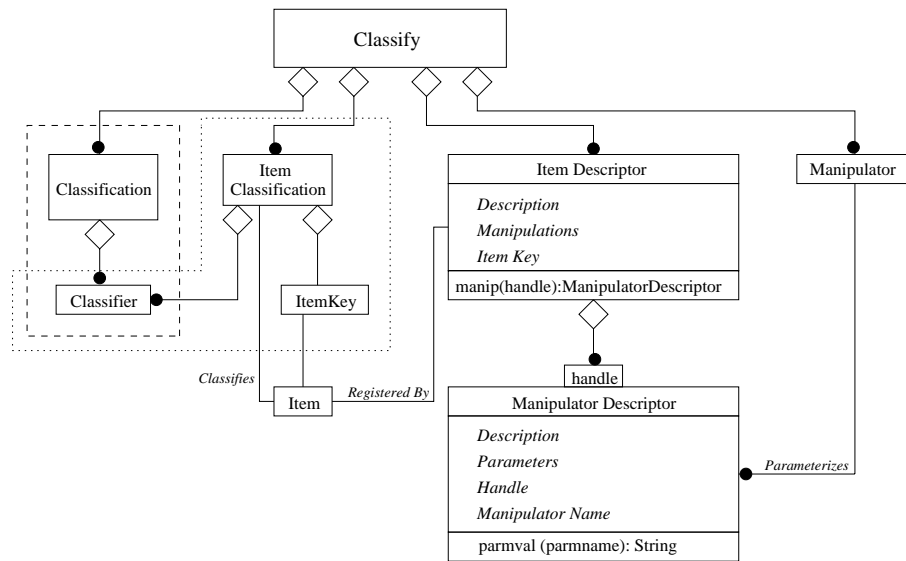 Classify
Classification
Item
Classification
Item Descriptor
Manipulator
Description
Manipulations
Item Key
manip(handle):ManipulatorDescriptor
Classifier
ItemKey
Classifies
Item
Registered By
handle
Manipulator Descriptor
Description
Parameters
Handle
Manipulator Name
parmval (parmname): String
Parameterizes